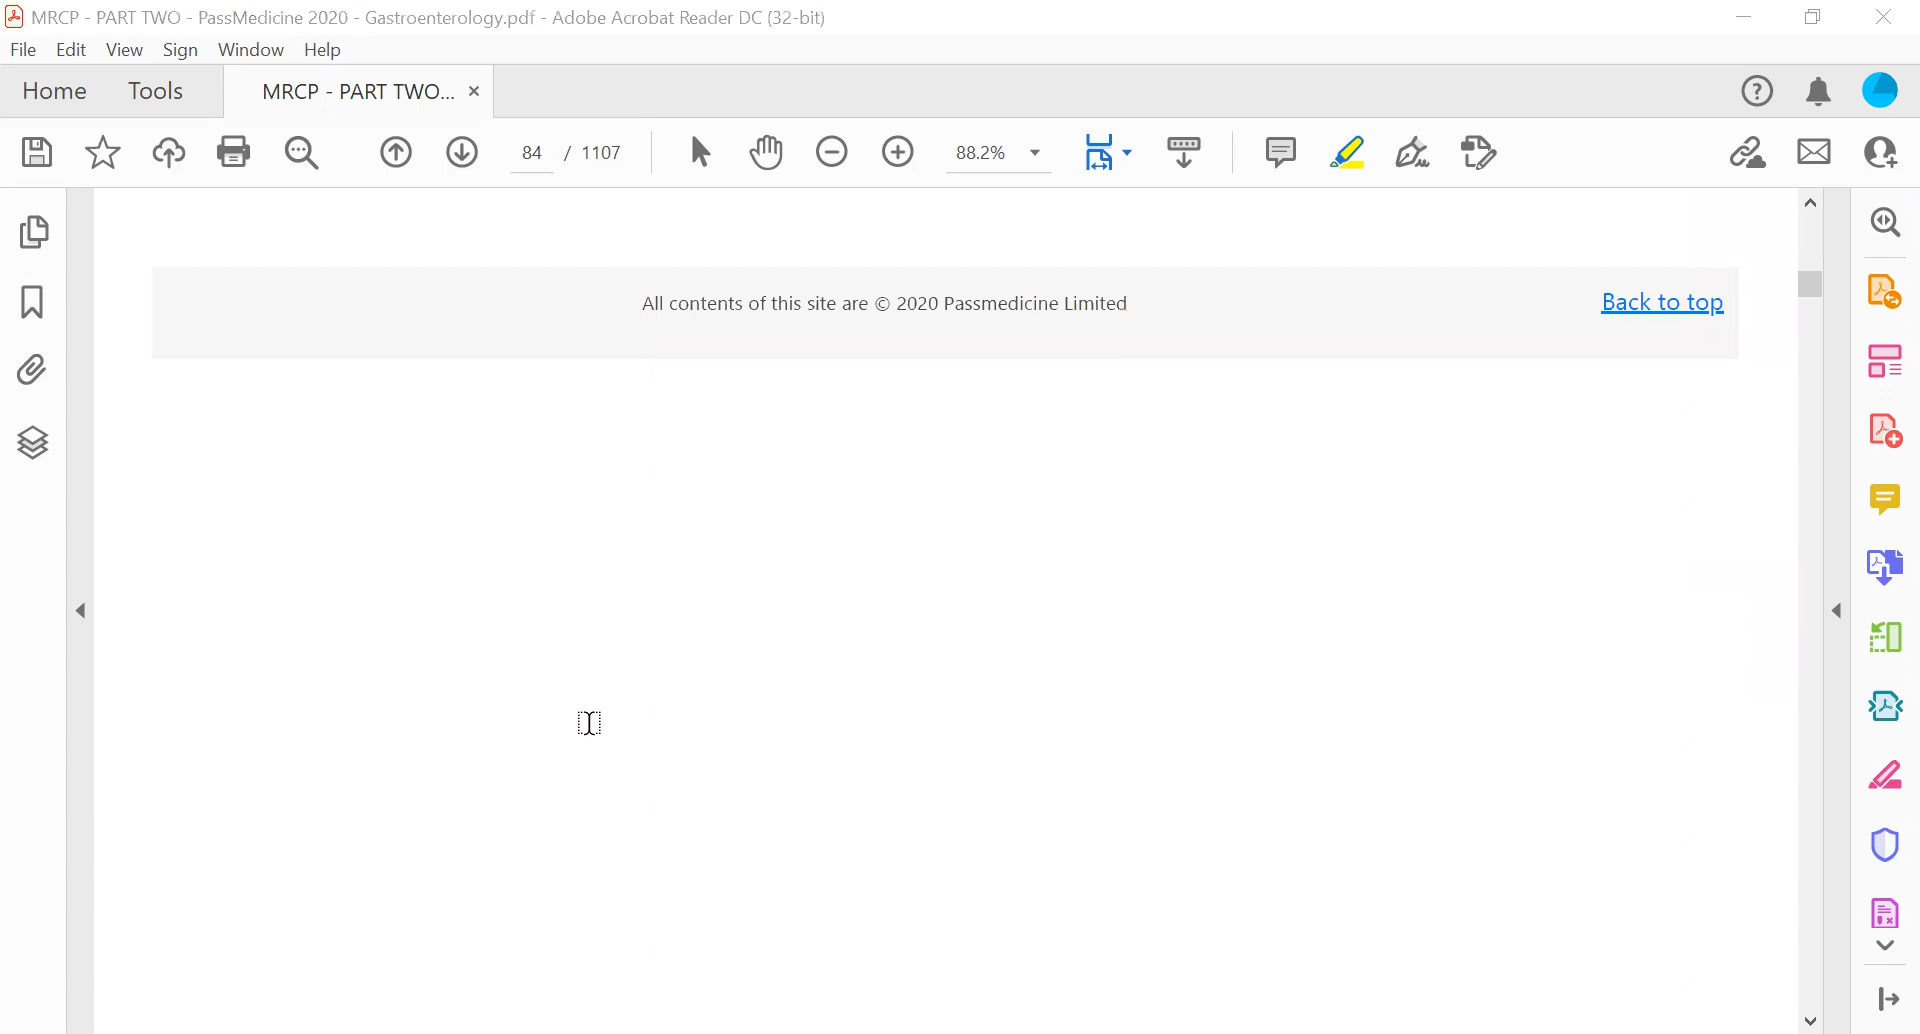 MRCP - PART TWO - PassMedicine 2020 - Gastroenterology.pdf - Adobe Acrobat Reader DC (32-bit)
File Edit View Sign Window Help
Home Tools MRCP - PART TWO... ×
84 / 1107 88.2%
All contents of this site are © 2020 Passmedicine Limited Back to top